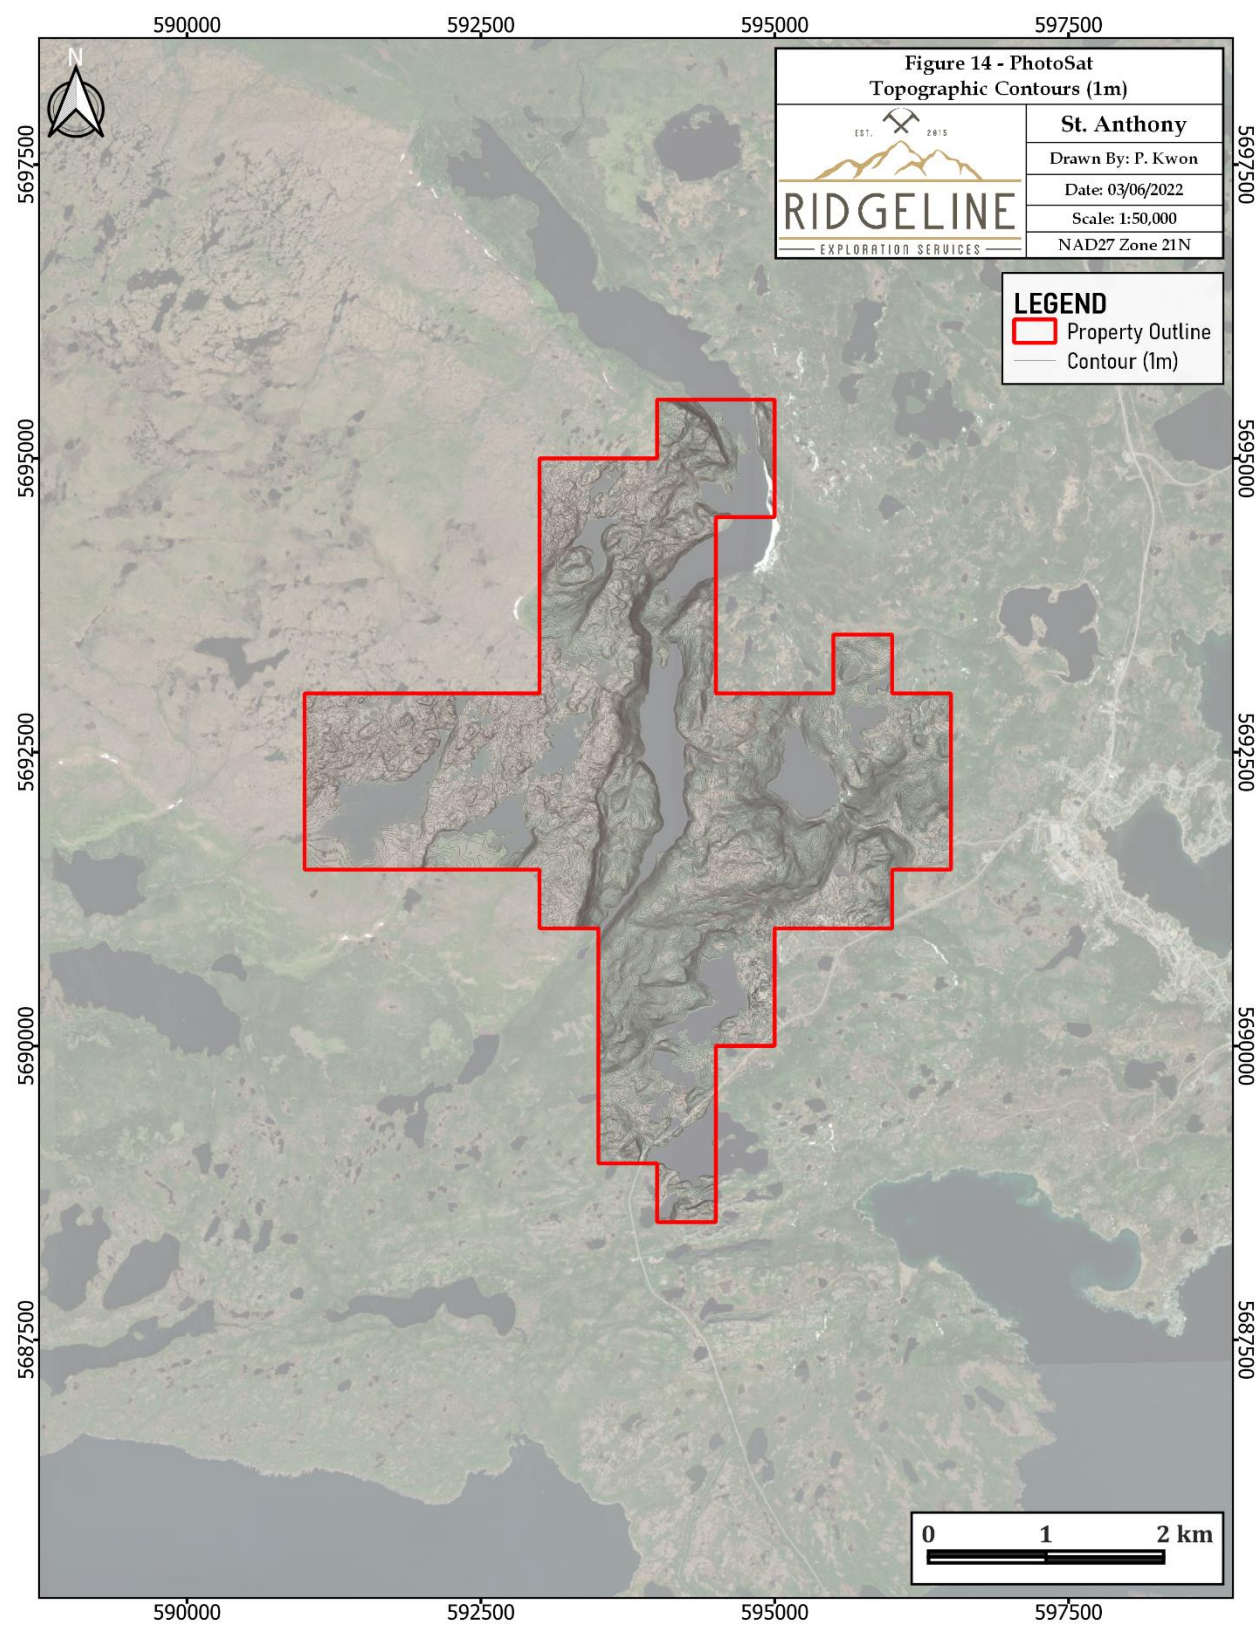 590000
592500
595000
597500
N
Figure 14 - PhotoSat
Topographic Contours (1m)
EST. 2015
RIDGELINE
EXPLORATION SERVICES
St. Anthony
Drawn By: P. Kwon
Date: 03/06/2022
Scale: 1:50,000
NAD27 Zone 21N
LEGEND
Property Outline
Contour (1m)
5697500
5697500
5695000
5695000
5692500
5692500
5690000
5690000
5687500
5687500
0 1 2 km
590000
592500
595000
597500